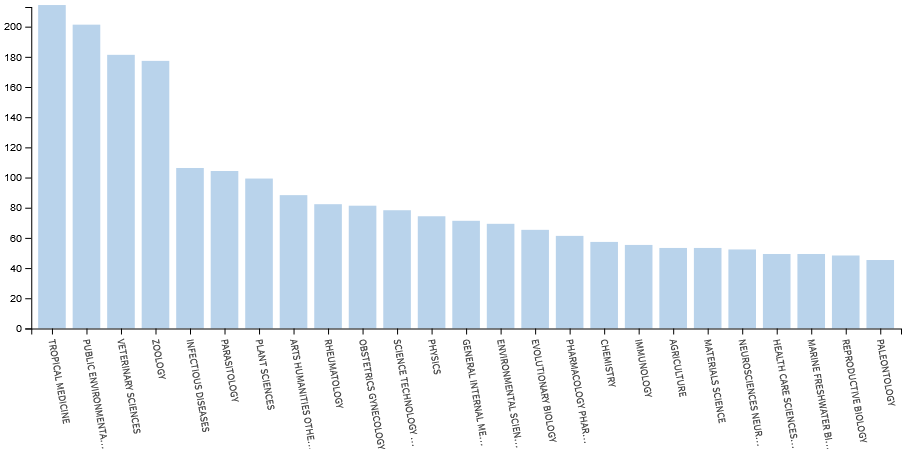 200
180
160
140
120
100
80
60
40
20
0
TROPICAL MEDICINE
PUBLIC ENVIRONMENTA...
VETERINARY SCIENCES
ZOOLOGY
INFECTIOUS DISEASES
PARASITOLOGY
PLANT SCIENCES
ARTS HUMANITIES OTHE...
RHEUMATOLOGY
OBSTETRICS GYNECOLOGY
SCIENCE TECHNOLOGY ...
PHYSICS
GENERAL INTERNAL ME...
ENVIRONMENTAL SCIEN...
EVOLUTIONARY BIOLOGY
PHARMACOLOGY PHAR...
CHEMISTRY
IMMUNOLOGY
AGRICULTURE
MATERIALS SCIENCE
NEUROSCIENCES NEUR...
HEALTH CARE SCIENCES...
MARINE FRESHWATER BI...
REPRODUCTIVE BIOLOGY
PALEONTOLOGY